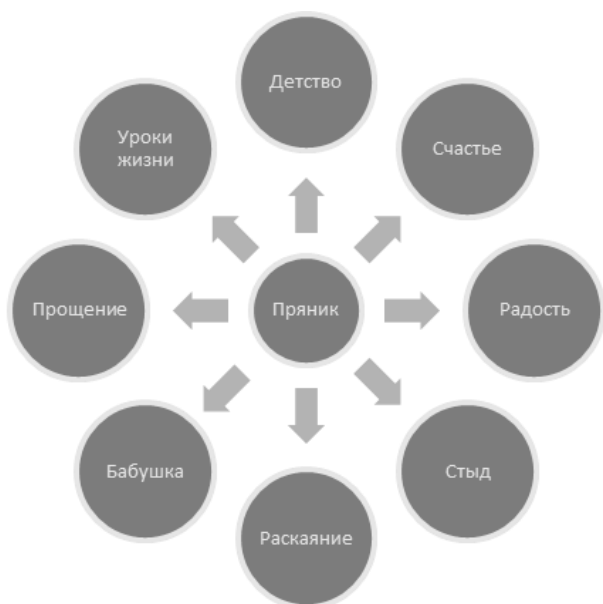 Детство
Уроки
жизни
Счастье
Прощение
Пряник
Радость
Бабушка
Стыд
Раскаяние